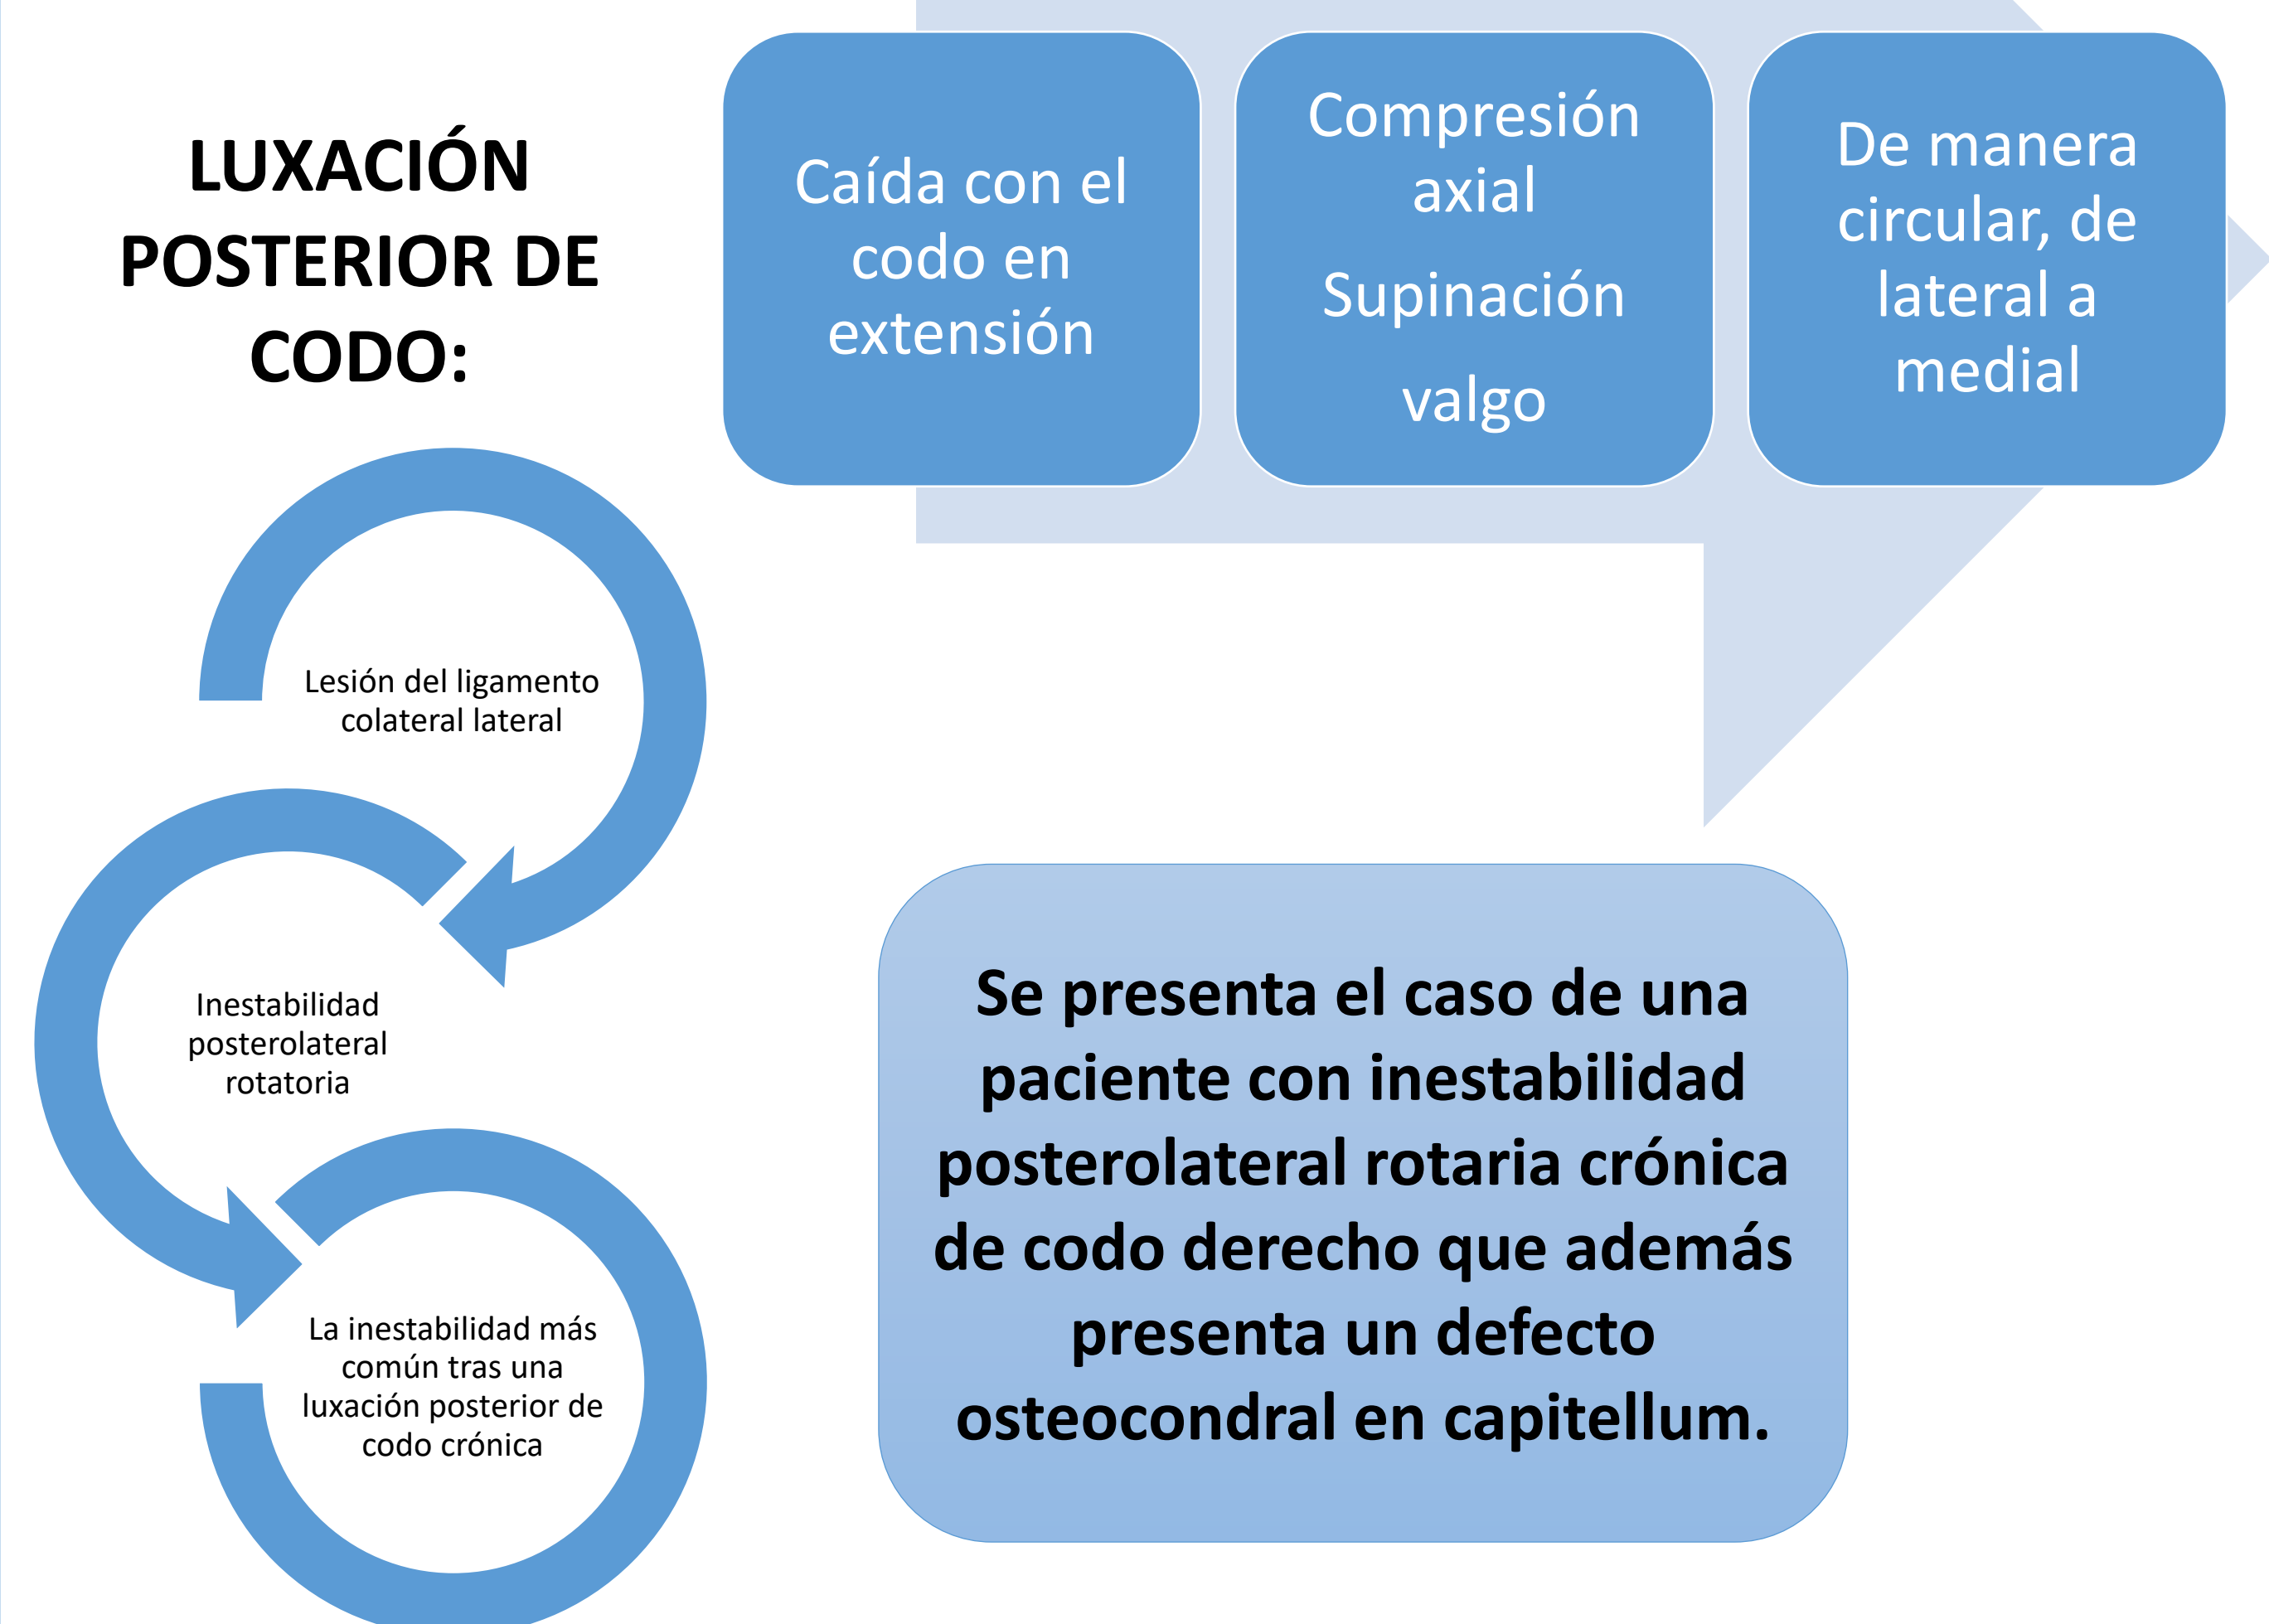 LUXACIÓN
POSTERIOR DE
CODO:
Caída con el
codo en
extensión
Compresión
axial
Supinación
valgo
De manera
circular, de
lateral a
medial
Lesión del ligamento
colateral lateral
Inestabilidad
posterolateral
rotatoria
La inestabilidad más
común tras una
luxación posterior de
codo crónica
Se presenta el caso de una
paciente con inestabilidad
posterolateral rotaria crónica
de codo derecho que además
presenta un defecto
osteocondral en capitellum.